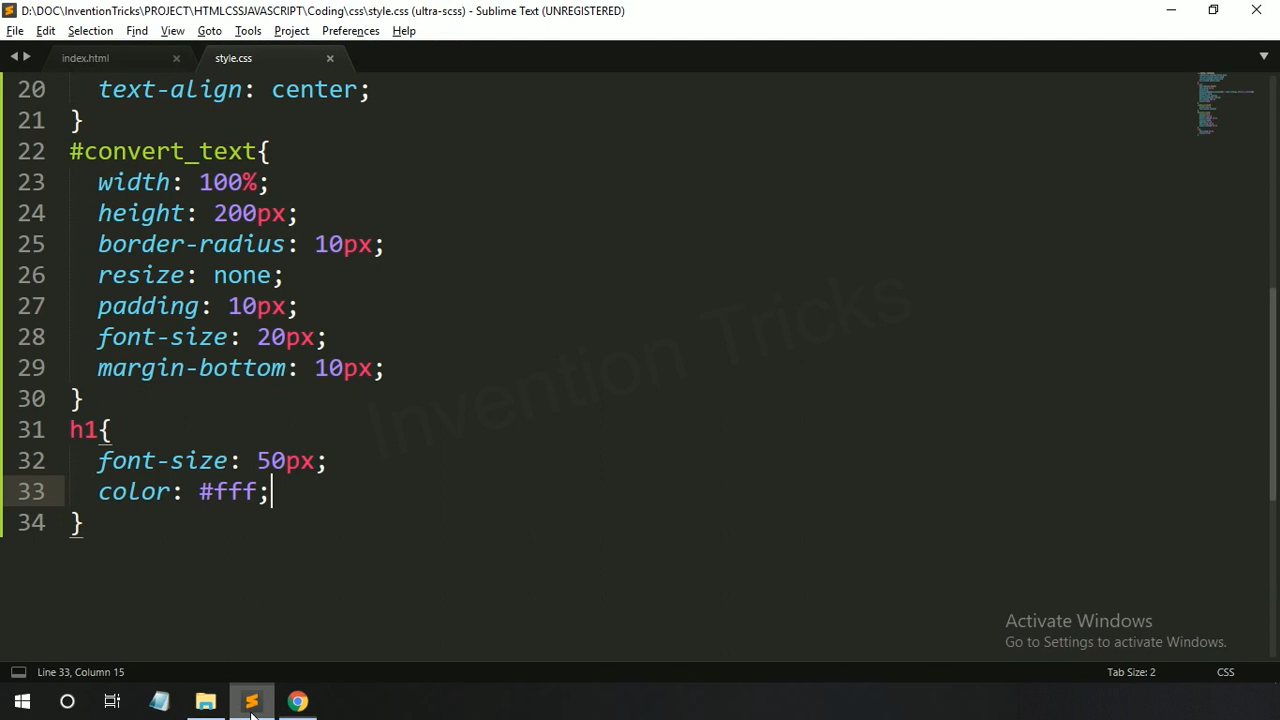 D:\DOC\InventionTricks\PROJECT\HTMLCSSJAVASCRIPT\Coding\css\style.css (ultra-scss) - Sublime Text (UNREGISTERED)
File Edit Selection Find View Goto Tools Project Preferences Help
index.html style.css
20 text-align: center;
21 }
22 #convert_text{
23 width: 100%;
24 height: 200px;
25 border-radius: 10px;
26 resize: none;
27 padding: 10px;
28 font-size: 20px;
29 margin-bottom: 10px;
30 }
31 h1{
32 font-size: 50px;
33 color: #fff;
34 }
Invention Tricks
Activate Windows
Go to Settings to activate Windows.
Line 33, Column 15 Tab Size: 2 CSS